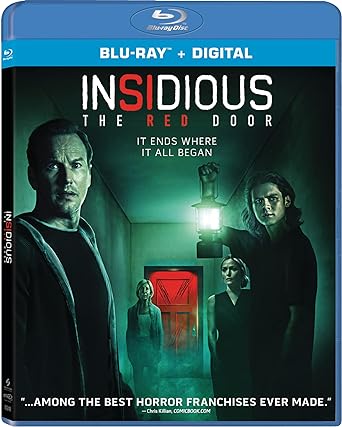 Blu-ray Disc
BLU-RAY™ + DIGITAL
INSIDIOUS
THE RED DOOR
IT ENDS WHERE
IT ALL BEGAN
INSIDIOUS
"...AMONG THE BEST HORROR FRANCHISES EVER MADE."
— Chris Killian, COMICBOOK.COM